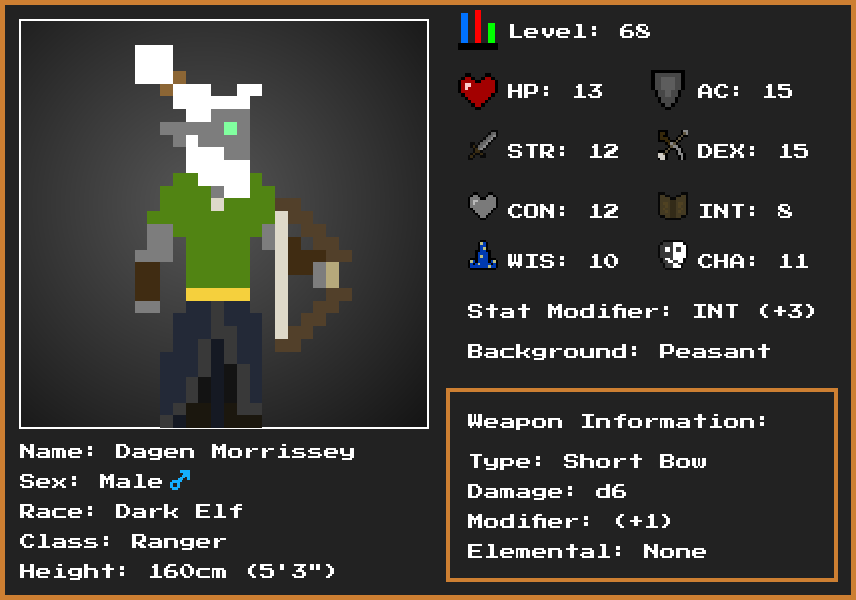 Level: 68
HP: 13
AC: 15
STR: 12
DEX: 15
CON: 12
INT: 8
WIS: 10
CHA: 11
Stat Modifier: INT (+3)
Background: Peasant
Weapon Information:
Type: Short Bow
Damage: d6
Modifier: (+1)
Elemental: None
Name: Dagen Morrissey
Sex: Male♂
Race: Dark Elf
Class: Ranger
Height: 160cm (5'3")